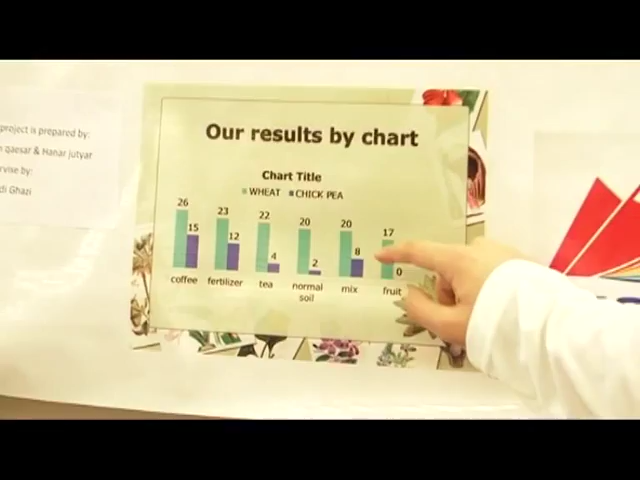 project is prepared by:
qaesar & Hanar jutyar
rvise by:
di Ghazi
Our results by chart
Chart Title
WHEAT CHICK PEA
26 15 23 12 22 4 20 2 20 8 17 0
coffee fertilizer tea normal soil mix fruit